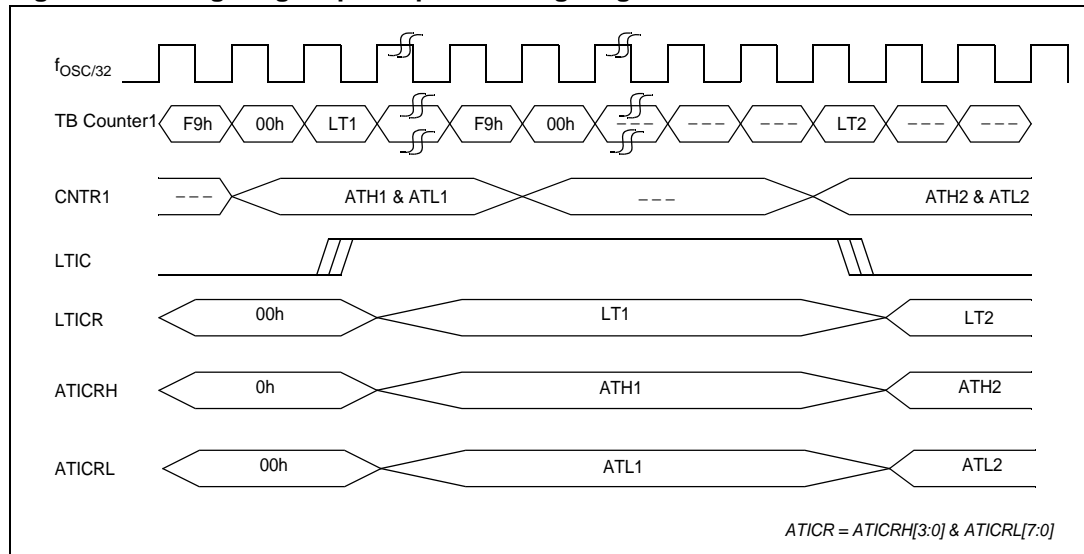 fOSC/32
TB Counter1 F9h 00h LT1 F9h 00h --- --- --- LT2 --- ---
CNTR1 --- ATH1 & ATL1 --- ATH2 & ATL2
LTIC
LTICR 00h LT1 LT2
ATICRH 0h ATH1 ATH2
ATICRL 00h ATL1 ATL2
ATICR = ATICRH[3:0] & ATICRL[7:0]